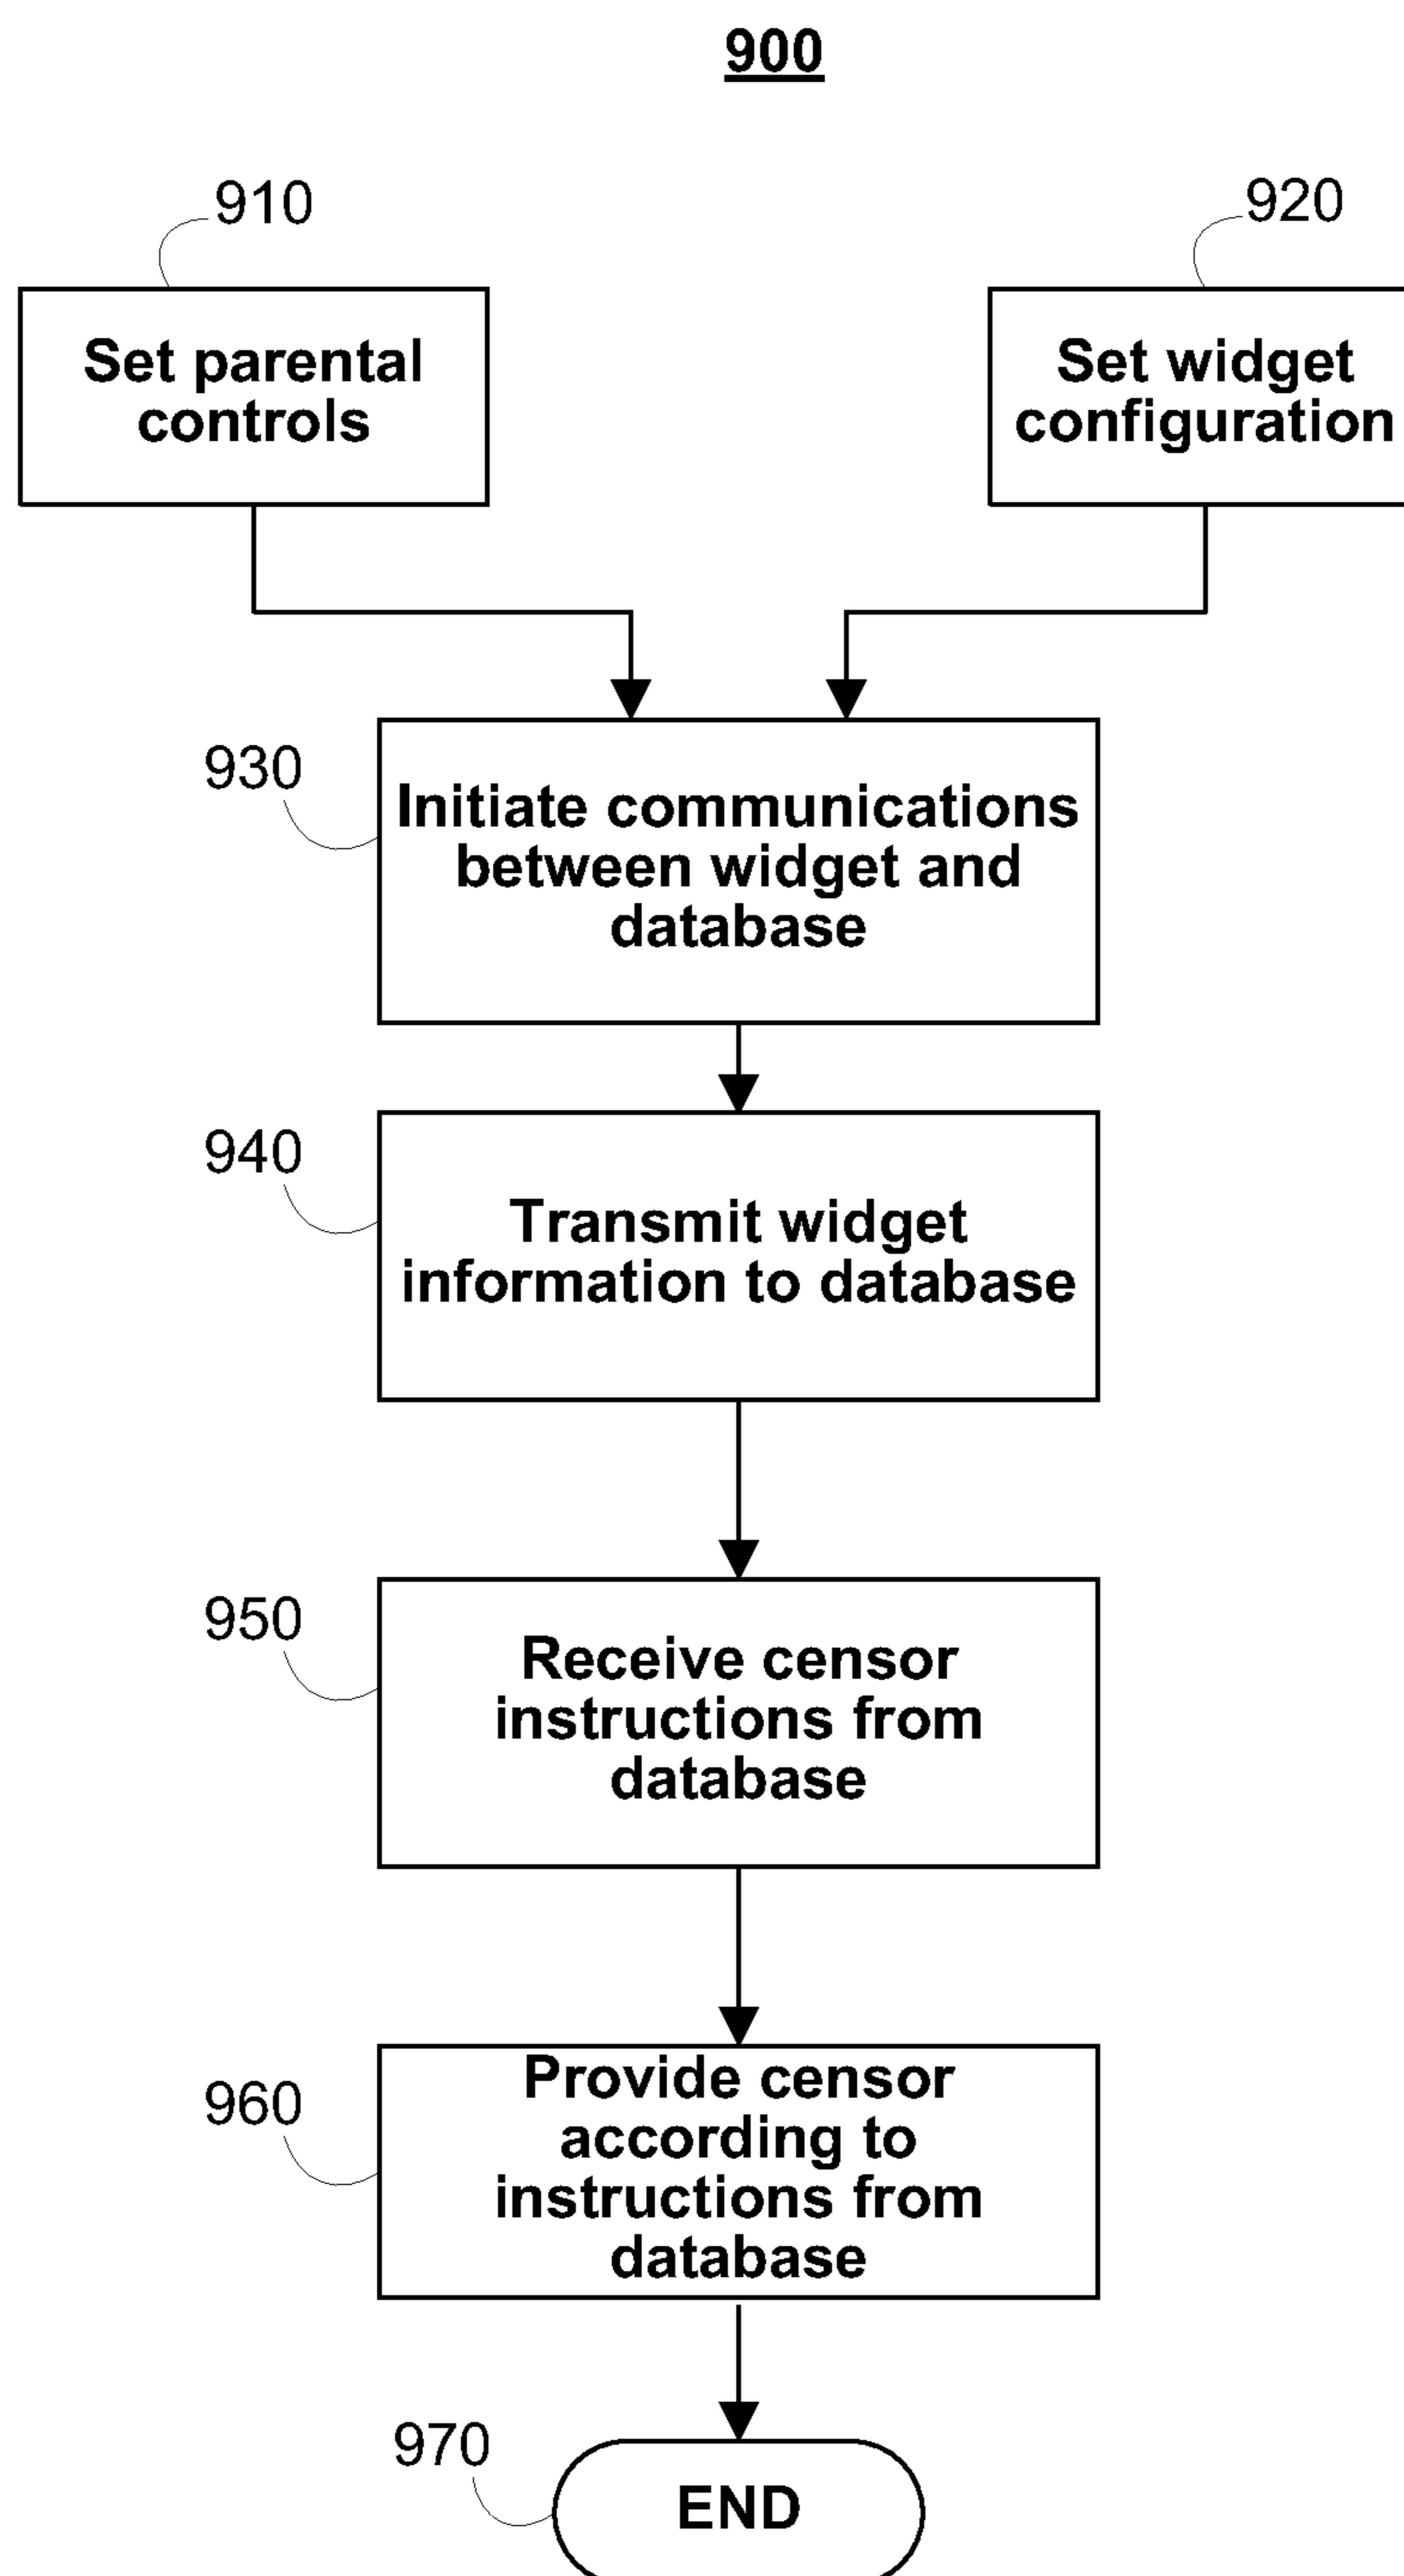 900
910
920
Set parental
controls
Set widget
configuration
930
Initiate communications
between widget and
database
940
Transmit widget
information to database
950
Receive censor
instructions from
database
960
Provide censor
according to
instructions from
database
970
END